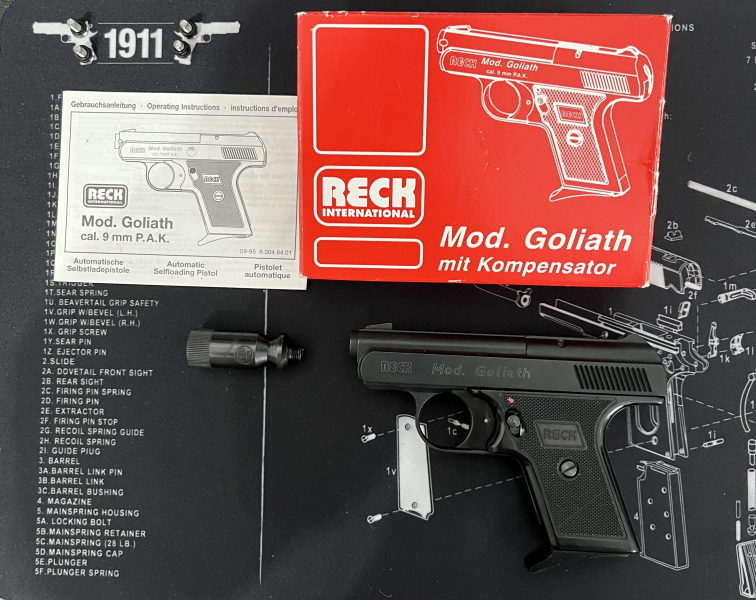 1911
Gebrauchsanleitung · Operating Instructions · instructions d'emplo
RECK
INTERNATIONAL
Mod. Goliath
cal. 9 mm P.A.K.
09-95 8.304.84.01
Automatische
Selbstladepistole
Automatic
Selfloading Pistol
Pistolet
automatique
RECK Mod. Goliath
cal. 9 mm P.A.K.
RECK
RECK
INTERNATIONAL
Mod. Goliath
mit Kompensator
RECK Mod. Goliath
RECK
1T.SEAR SPRING
1U. BEAVERTAIL GRIP SAFETY
1V.GRIP W/BEVEL (L.H.)
1W.GRIP W/BEVEL (R.H.)
1X. GRIP SCREW
1Y.SEAR PIN
1Z. EJECTOR PIN
2.SLIDE
2A. DOVETAIL FRONT SIGHT
2B. REAR SIGHT
2C. FIRING PIN SPRING
2D. FIRING PIN
2E. EXTRACTOR
2F. FIRING PIN STOP
2G. RECOIL SPRING GUIDE
2H. RECOIL SPRING
2I. GUIDE PlUG
3. BARREL
3A.BARREL LINK PIN
3B.BARREL LINK
3C.BARREL BUSHING
4. MAGAZINE
5. MAINSPRING HOUSING
5A. LOCKING BOLT
5B.MAINSPRING RETAINER
5C.MAINSPRING (28 LB.)
5D.MAINSPRING CAP
5E.PLUNGER
5F.PLUNGER SPRING
2c
2b
2e
2f
1m
1i
1k
1x
1c
1v
1j
4